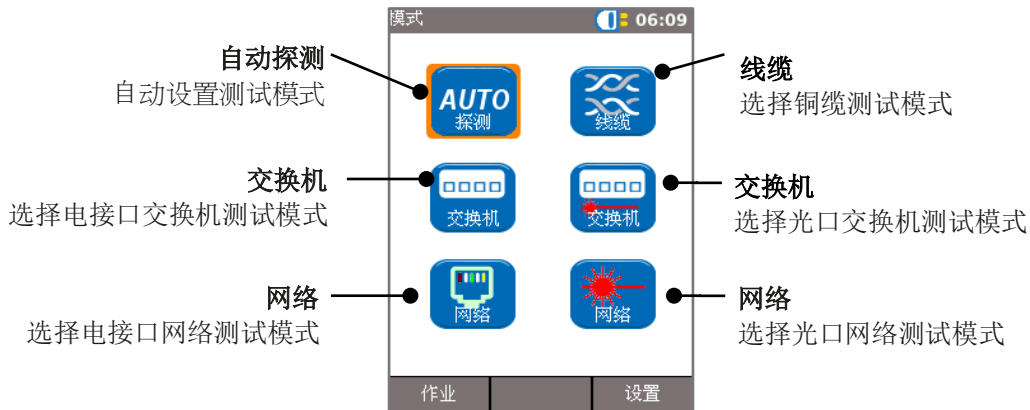 模式 06:09
自动探测
自动设置测试模式
AUTO
探测
线缆
线缆
选择铜缆测试模式
交换机
选择电接口交换机测试模式
交换机
交换机
交换机
选择光口交换机测试模式
网络
选择电接口网络测试模式
网络
网络
网络
选择光口网络测试模式
作业 设置